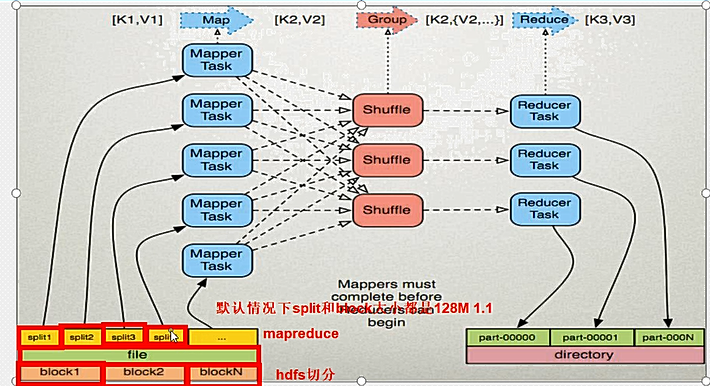 [K1,V1]
Map
[K2,V2]
Group
[K2,{V2,...}]
Reduce
[K3,V3]
Mapper
Task
Mapper
Task
Mapper
Task
Mapper
Task
Mapper
Task
Shuffle
Shuffle
Shuffle
Reducer
Task
Reducer
Task
Reducer
Task
Mappers must
complete before
Reducers can
begin
默认情况下split和block大小都是128M 1.1
split1
split2
split3
...
mapreduce
file
block1
block2
blockN
hdfs切分
part-00000
part-00001
part-000N
directory